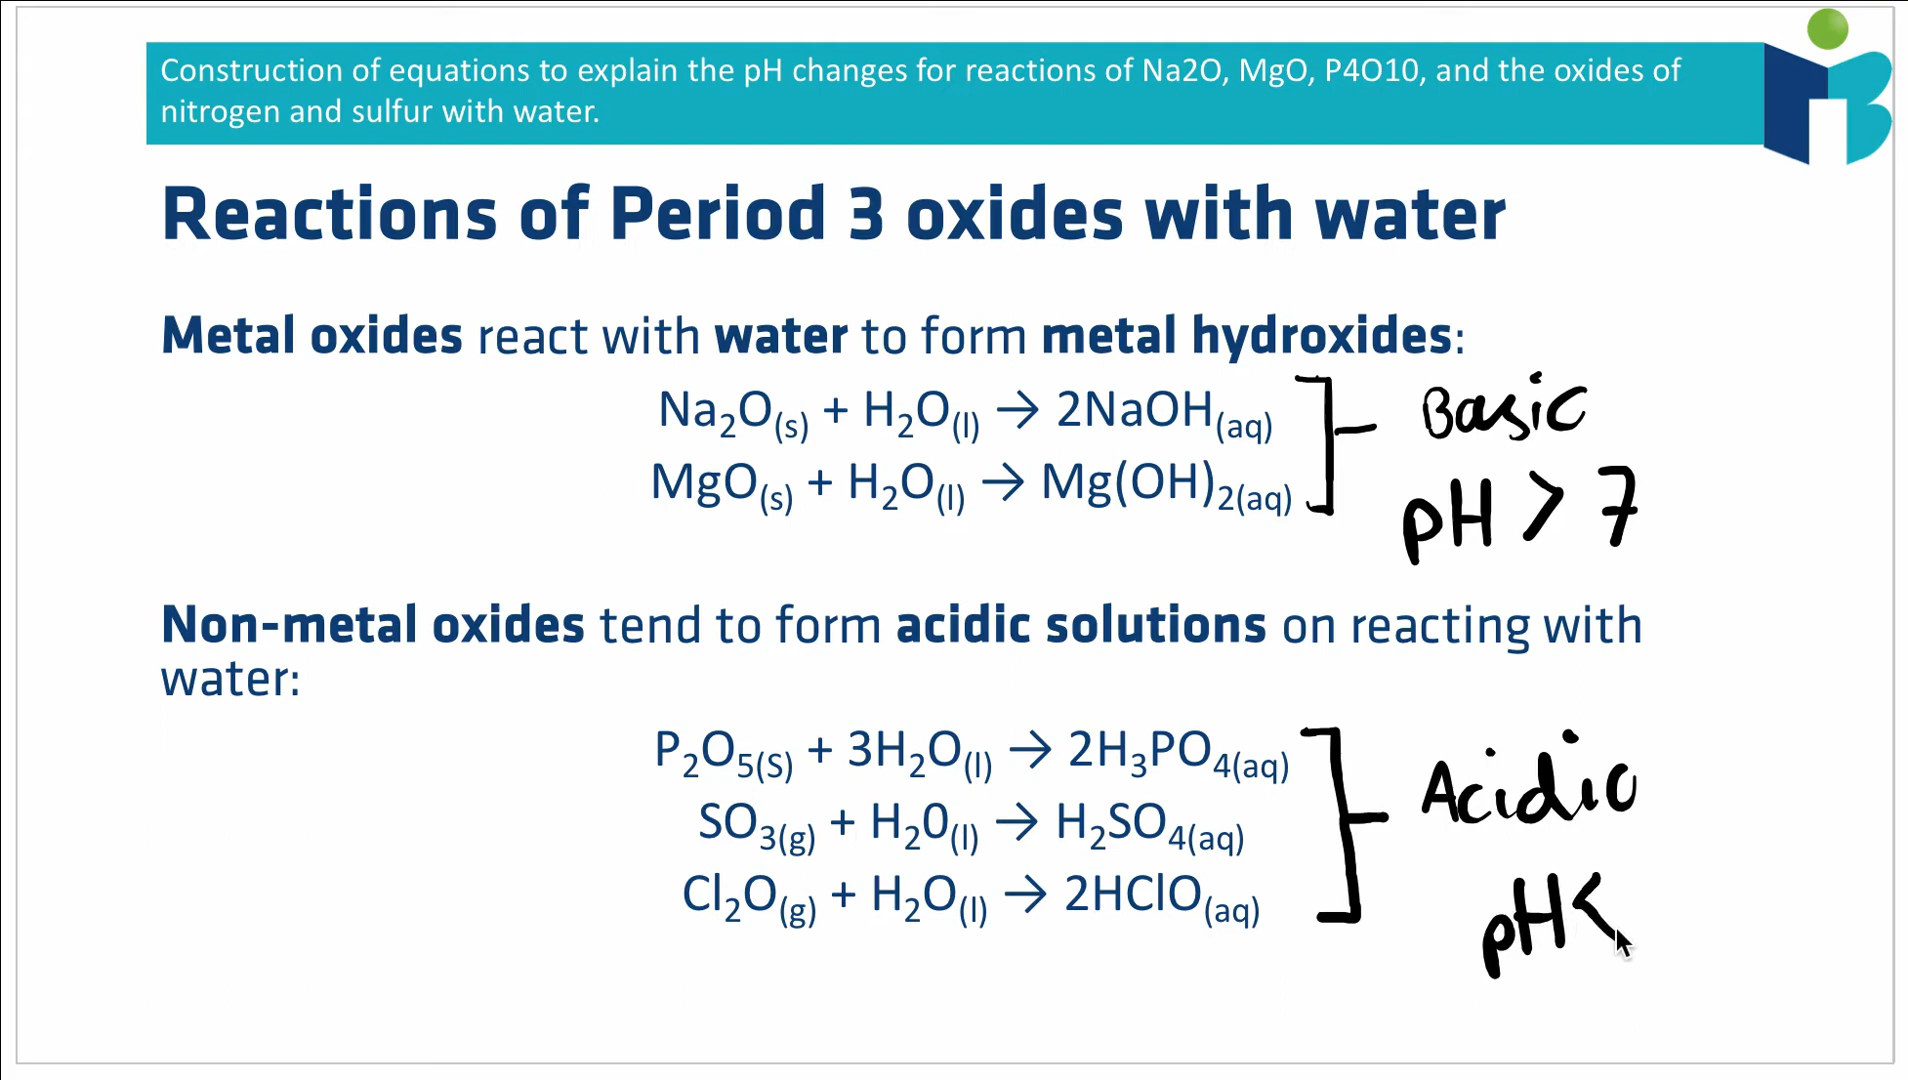 Construction of equations to explain the pH changes for reactions of Na2O, MgO, P4O10, and the oxides of
nitrogen and sulfur with water.
Reactions of Period 3 oxides with water
Metal oxides react with water to form metal hydroxides:
Na₂O₍s₎ + H₂O₍l₎ → 2NaOH₍aq₎
MgO₍s₎ + H₂O₍l₎ → Mg(OH)₂₍aq₎
Basic
pH > 7
Non-metal oxides tend to form acidic solutions on reacting with
water:
P₂O₅₍S₎ + 3H₂O₍l₎ → 2H₃PO₄₍aq₎
SO₃₍g₎ + H₂0₍l₎ → H₂SO₄₍aq₎
Cl₂O₍g₎ + H₂O₍l₎ → 2HClO₍aq₎
Acidic
pH<